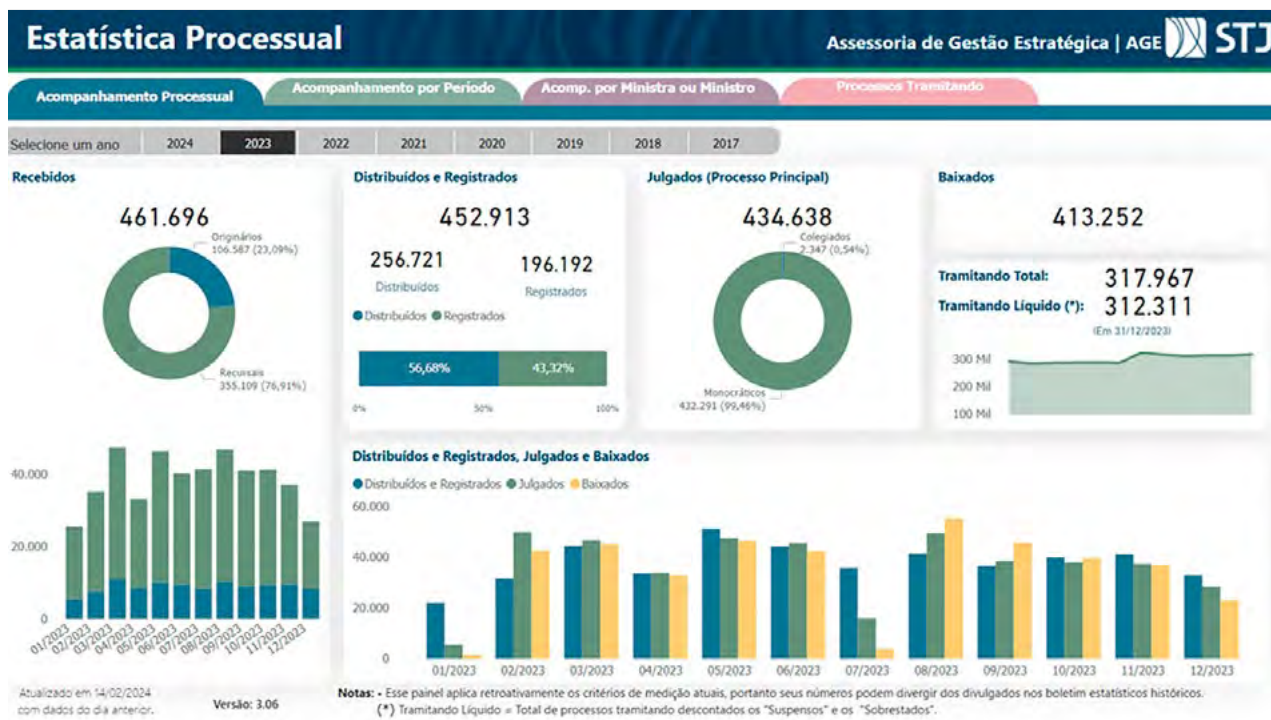 Estatística Processual
Assessoria de Gestão Estratégica | AGE STJ
Acompanhamento Processual
Acompanhamento por Período
Acomp. por Ministra ou Ministro
Processos Tramitando
Selecione um ano 2024 2023 2022 2021 2020 2019 2018 2017
Recebidos
461.696
Originários
106.587 (23,09%)
Recursais
355.109 (76,91%)
40.000
20.000
0
01/2023 02/2023 03/2023 04/2023 05/2023 06/2023 07/2023 08/2023 09/2023 10/2023 11/2023 12/2023
Distribuídos e Registrados
452.913
256.721 196.192
Distribuídos Registrados
Distribuídos Registrados
56,68% 43,32%
0% 50% 100%
Julgados (Processo Principal)
434.638
Colegiados
2.347 (0,54%)
Monocráticos
432.291 (99,46%)
Baixados
413.252
Tramitando Total: 317.967
Tramitando Líquido (*): 312.311
(Em 31/12/2023)
300 Mil
200 Mil
100 Mil
Distribuídos e Registrados, Julgados e Baixados
Distribuídos e Registrados Julgados Baixados
60.000
40.000
20.000
0
01/2023 02/2023 03/2023 04/2023 05/2023 06/2023 07/2023 08/2023 09/2023 10/2023 11/2023 12/2023
Atualizado em 14/02/2024
com dados do dia anterior.
Versão: 3.06
Notas: - Esse painel aplica retroativamente os critérios de medição atuais, portanto seus números podem divergir dos divulgados nos boletim estatísticos históricos.
(*) Tramitando Líquido = Total de processos tramitando descontados os "Suspensos" e os "Sobrestados".